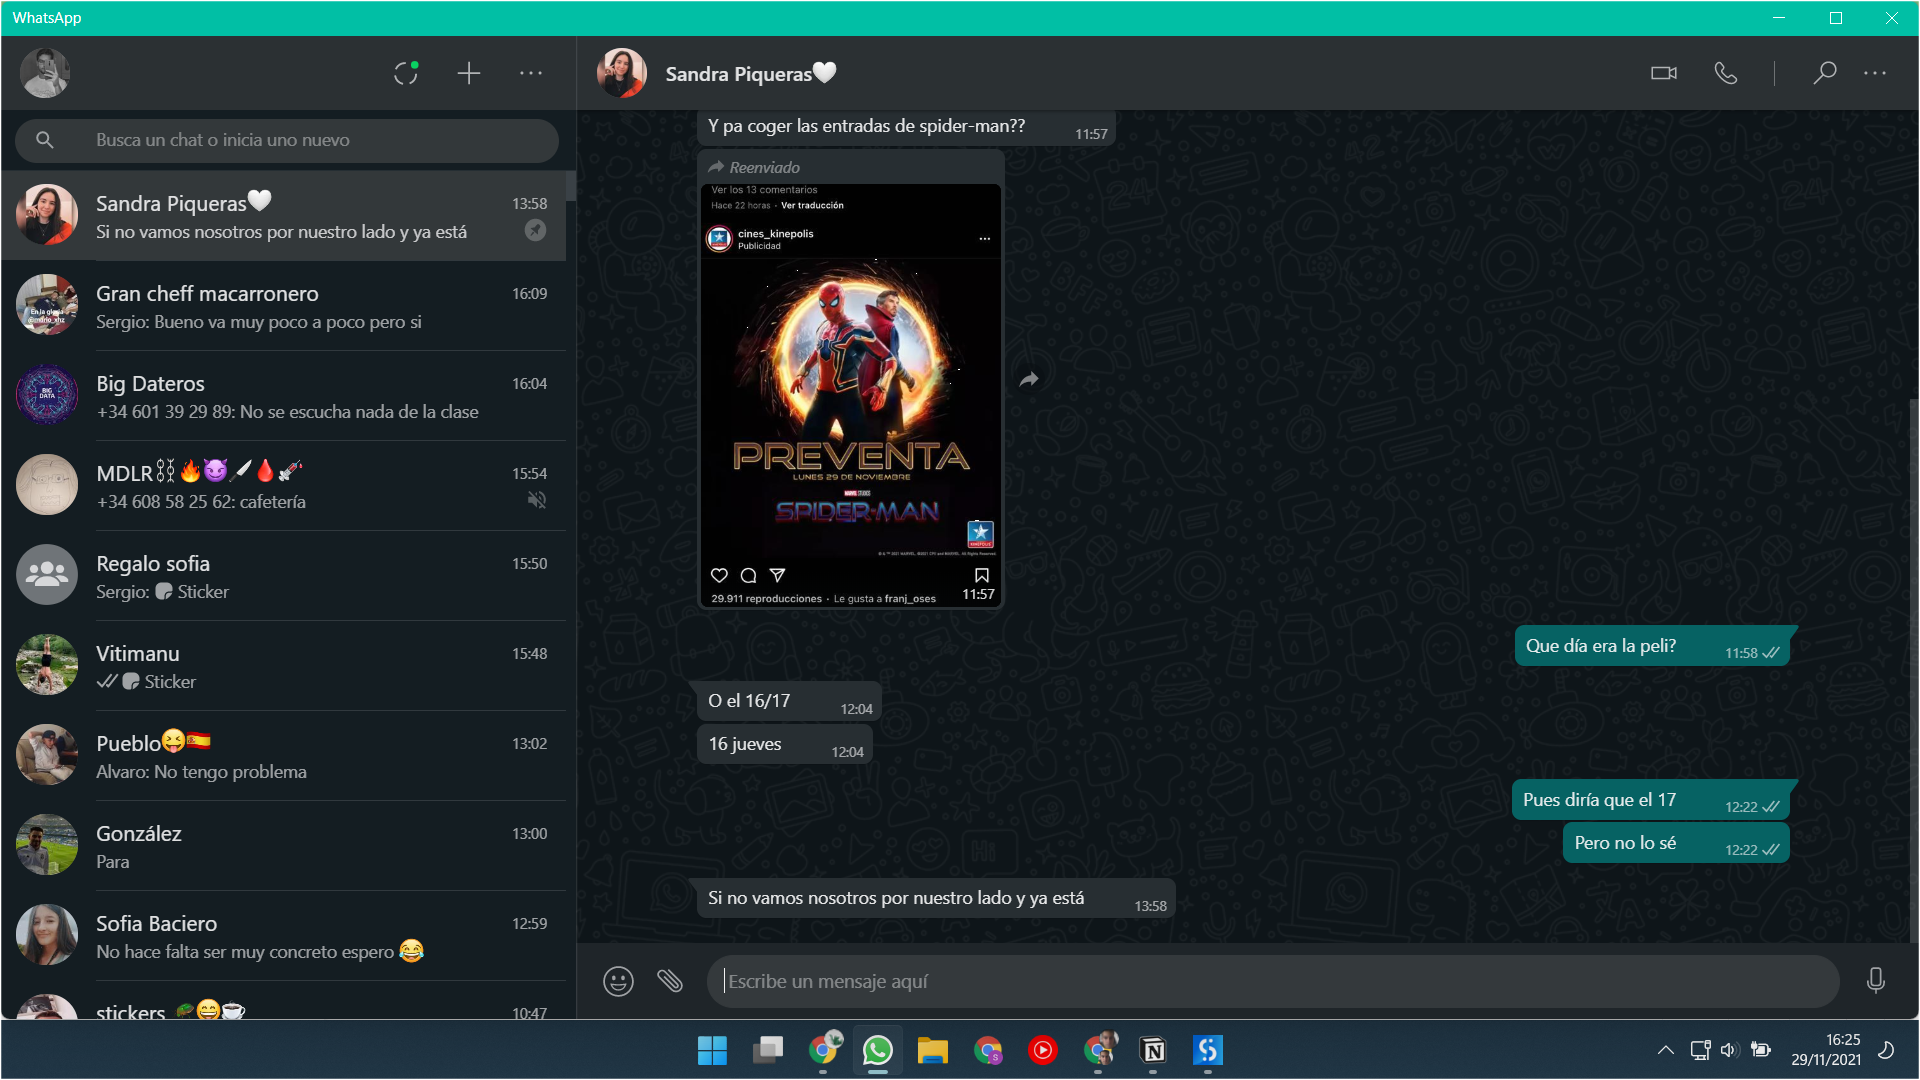 WhatsApp
Busca un chat o inicia uno nuevo
Sandra Piqueras🤍
13:58
Si no vamos nosotros por nuestro lado y ya está
Gran cheff macarronero
16:09
Sergio: Bueno va muy poco a poco pero si
Big Dateros
16:04
+34 601 39 29 89: No se escucha nada de la clase
MDLR⛓️🔥😈🔪🩸💉
15:54
+34 608 58 25 62: cafetería
Regalo sofia
15:50
Sergio: Sticker
Vitimanu
15:48
Sticker
Pueblo😝🇪🇸
13:02
Alvaro: No tengo problema
González
13:00
Para
Sofia Baciero
12:59
No hace falta ser muy concreto espero 😂
stickers 🪲😄☕
10:47
Sandra Piqueras🤍
Y pa coger las entradas de spider-man??
11:57
Reenviado
Ver los 13 comentarios
Hace 22 horas · Ver traducción
cines_kinepolis
Publicidad
PREVENTA
LUNES 29 DE NOVIEMBRE
MARVEL STUDIOS
SPIDER-MAN
KINEPOLIS
29.911 reproducciones · Le gusta a franj_oses
11:57
Que día era la peli?
11:58
O el 16/17
12:04
16 jueves
12:04
Pues diría que el 17
12:22
Pero no lo sé
12:22
Si no vamos nosotros por nuestro lado y ya está
13:58
Escribe un mensaje aquí
16:25
29/11/2021